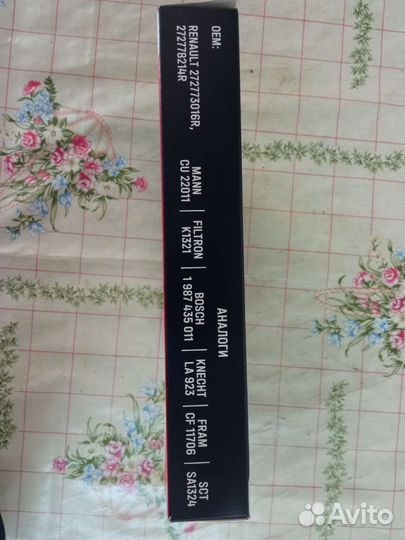 OEM:
RENAULT 272773016R,
272778214R
АНАЛОГИ
MANN | FILTRON | BOSCH | KNECHT | FRAM | SCT
CU 22011 | K1321 | 1 987 435 011 | LA 923 | CF 11706 | SA1324
Avito